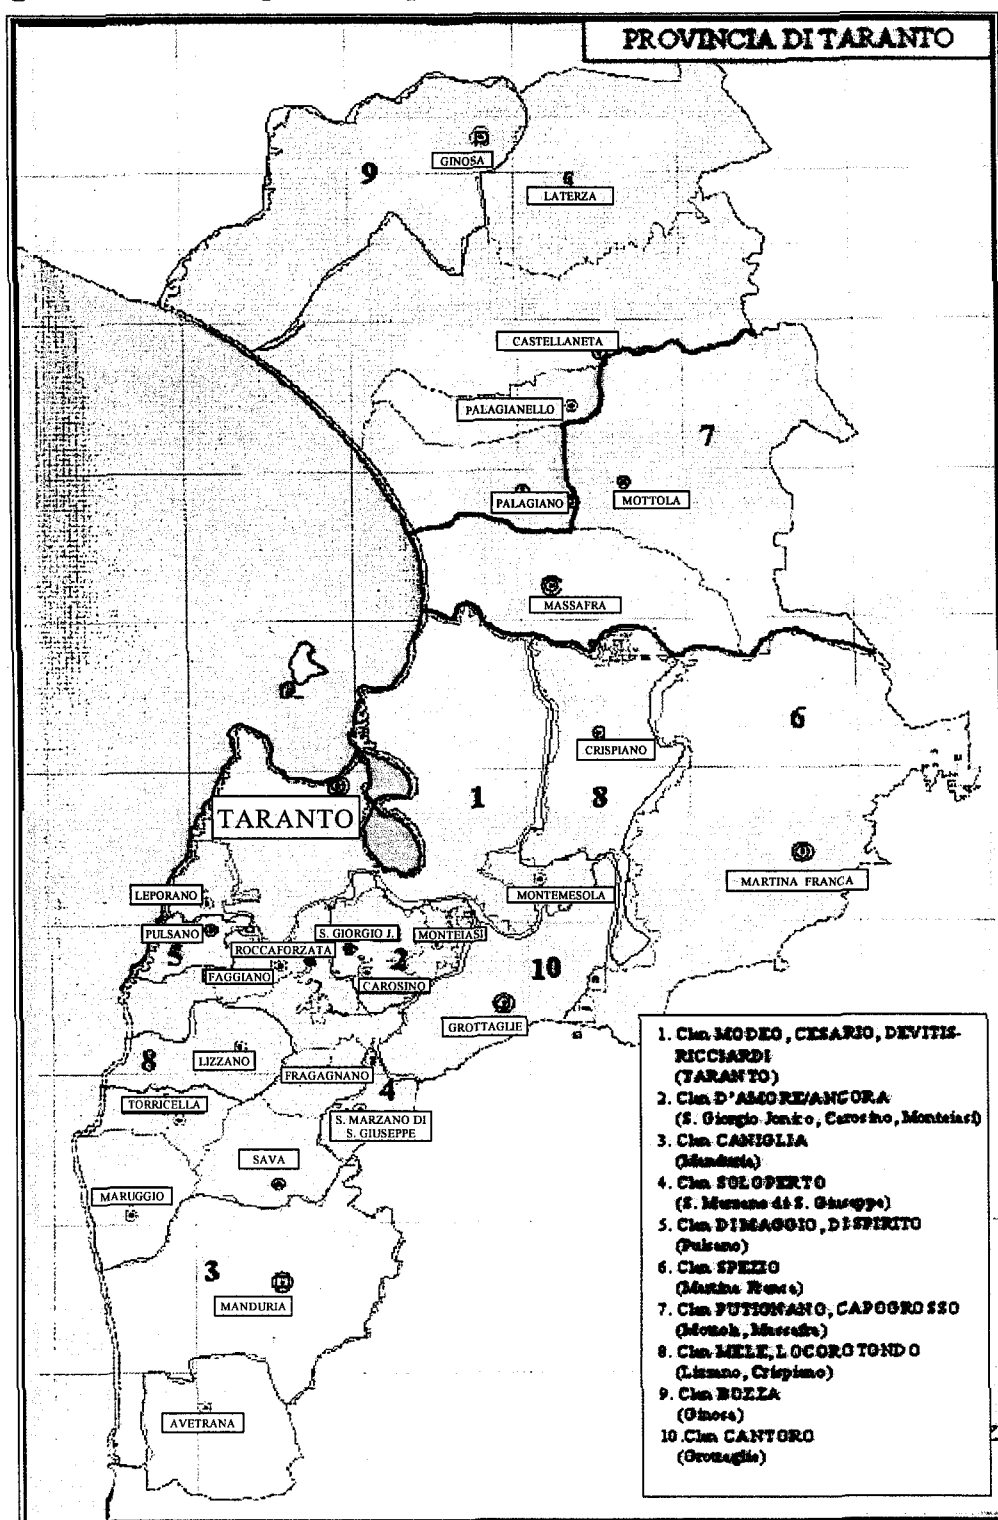 PROVINCIA DI TARANTO
GINOSA
9
LATERZA
CASTELLANETA
PALAGIANELLO
7
PALAGIANO
MOTTOLA
MASSAFRA
6
CRISPIANO
1
8
TARANTO
MARTINA FRANCA
LEPORANO
MONTEMESOLA
PULSANO
S. GIORGIO J.
MONTEIASI
5
ROCCAFORZATA
2
10
FAGGIANO
CAROSINO
GROTTAGLIE
8
LIZZANO
FRAGAGNANO
4
TORRICELLA
S. MARZANO DI
S. GIUSEPPE
SAVA
MARUGGIO
3
MANDURIA
AVETRANA
1. Clan MODEO, CESARIO, DEVITIS-
RICCIARDI
(TARANTO)
2. Clan D'AMORE/ANCORA
(S. Giorgio Jonico, Carosino, Monteiasi)
3. Clan CANIGLIA
(Manduria)
4. Clan SOLOPERTO
(S. Marzano di S. Giuseppe)
5. Clan DIMAGGIO, DISPIRITO
(Pulsano)
6. Clan SPEZIO
(Martina Franca)
7. Clan PUTIGNANO, CAPOGROSSO
(Mottola, Massafra)
8. Clan MELE, LOCOROTONDO
(Lizzano, Crispiano)
9. Clan BOZZA
(Ginosa)
10. Clan CANTORO
(Grottaglie)